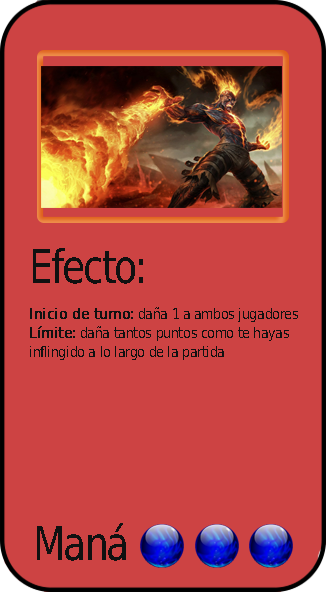 Efecto:
Inicio de turno: daña 1 a ambos jugadores
Límite: daña tantos puntos como te hayas
inflingido a lo largo de la partida
Maná